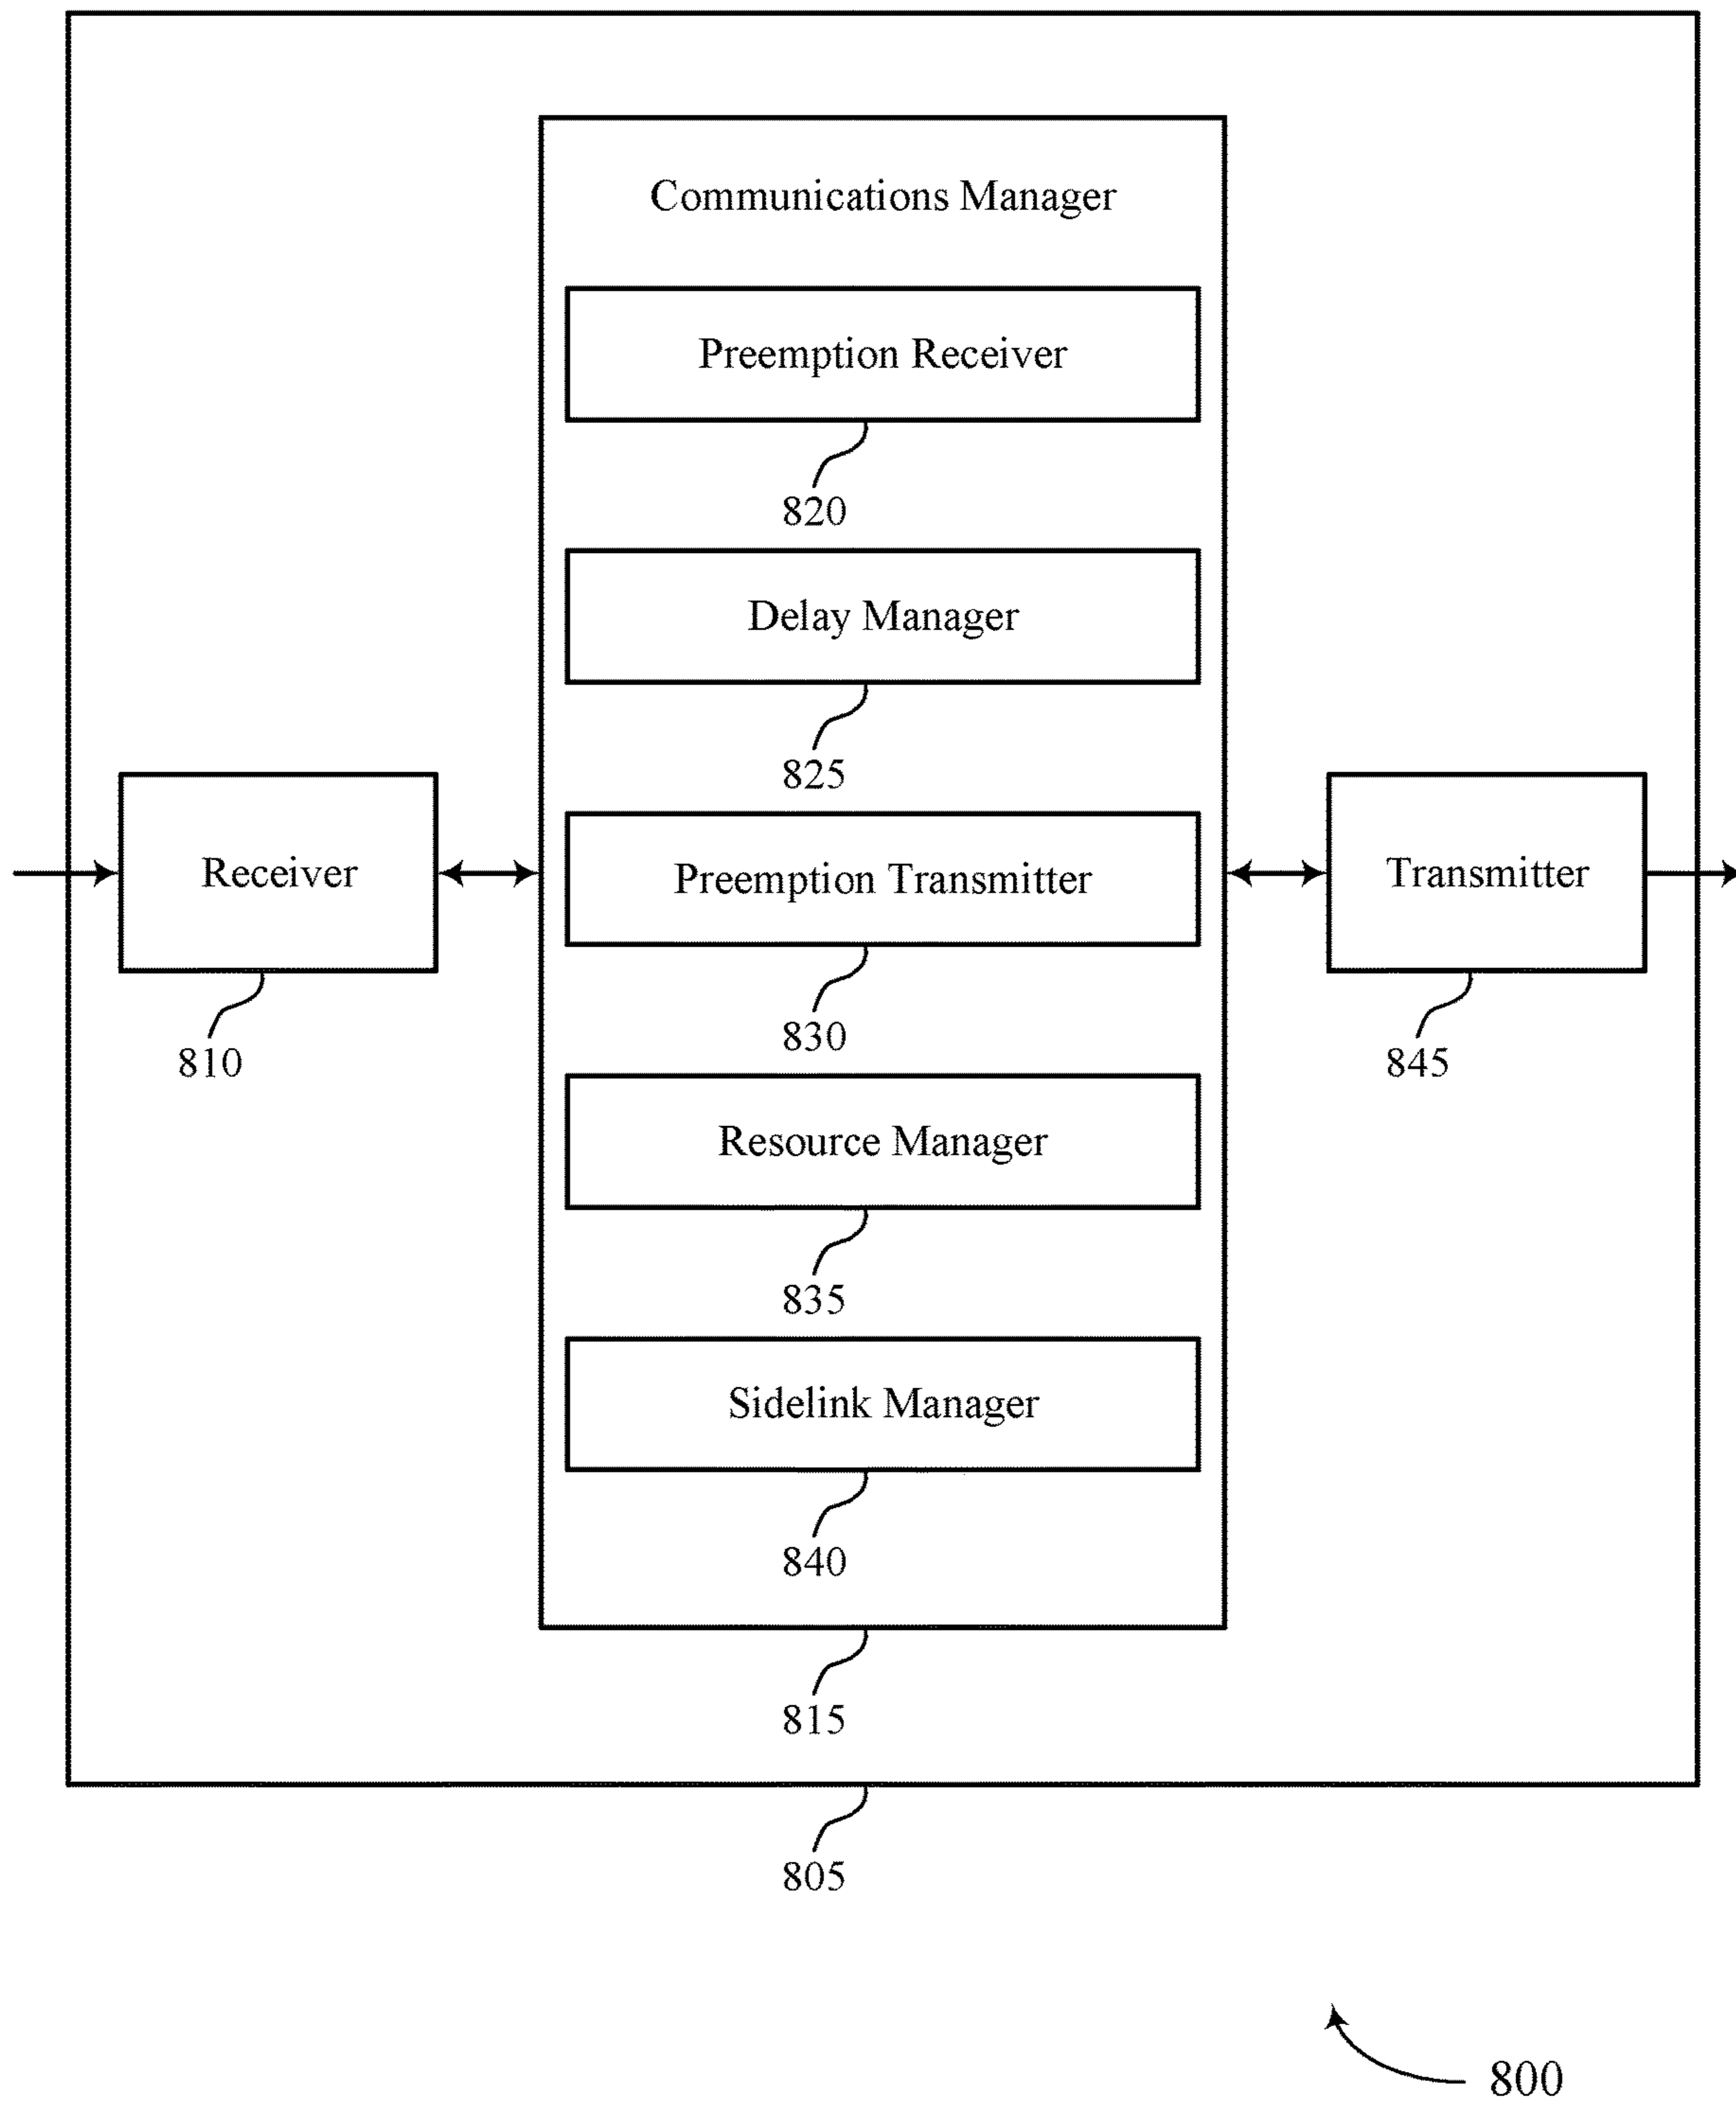 Communications Manager
Preemption Receiver
820
Delay Manager
825
Receiver
810
Preemption Transmitter
830
Transmitter
845
Resource Manager
835
Sidelink Manager
840
815
805
800